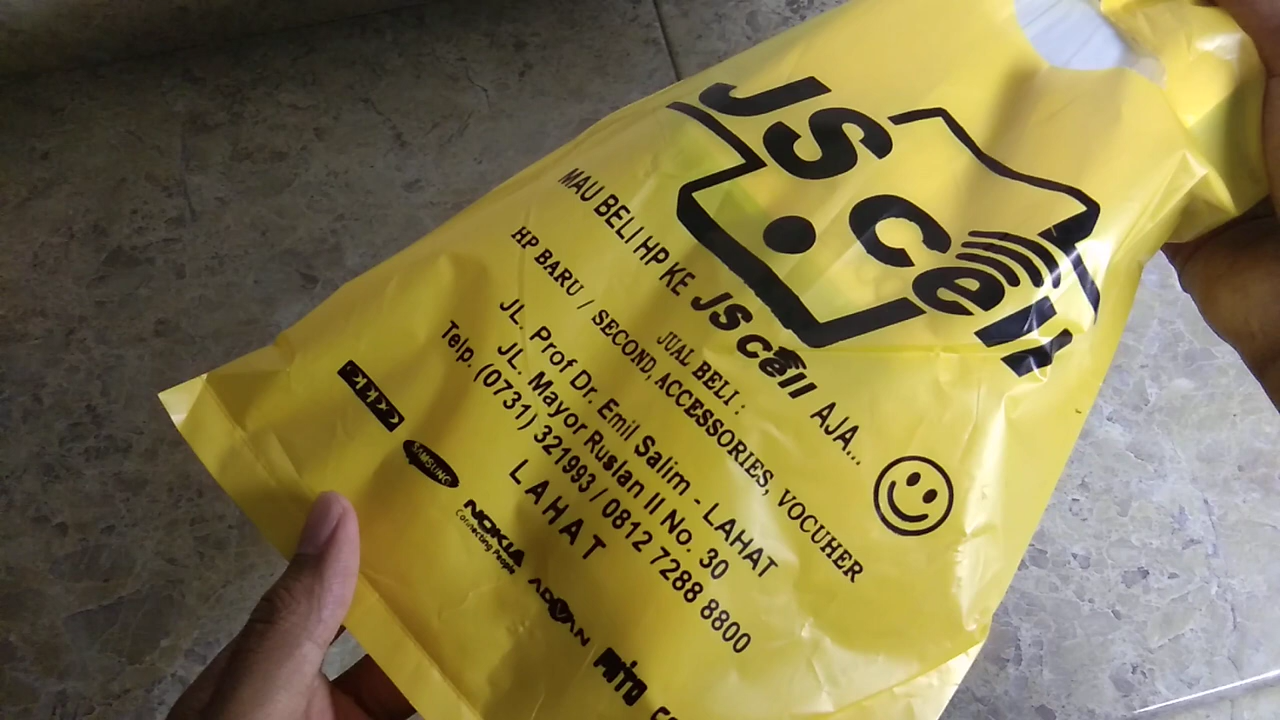 JS cell
MAU BELI HP KE JS cell AJA...
JUAL BELI :
HP BARU / SECOND, ACCESSORIES, VOCUHER
JL. Prof Dr. Emil Salim - LAHAT
JL. Mayor Ruslan II No. 30
Telp. (0731) 321993 / 0812 7288 8800
LAHAT
SAMSUNG NOKIA ADVAN MITO
Connecting People